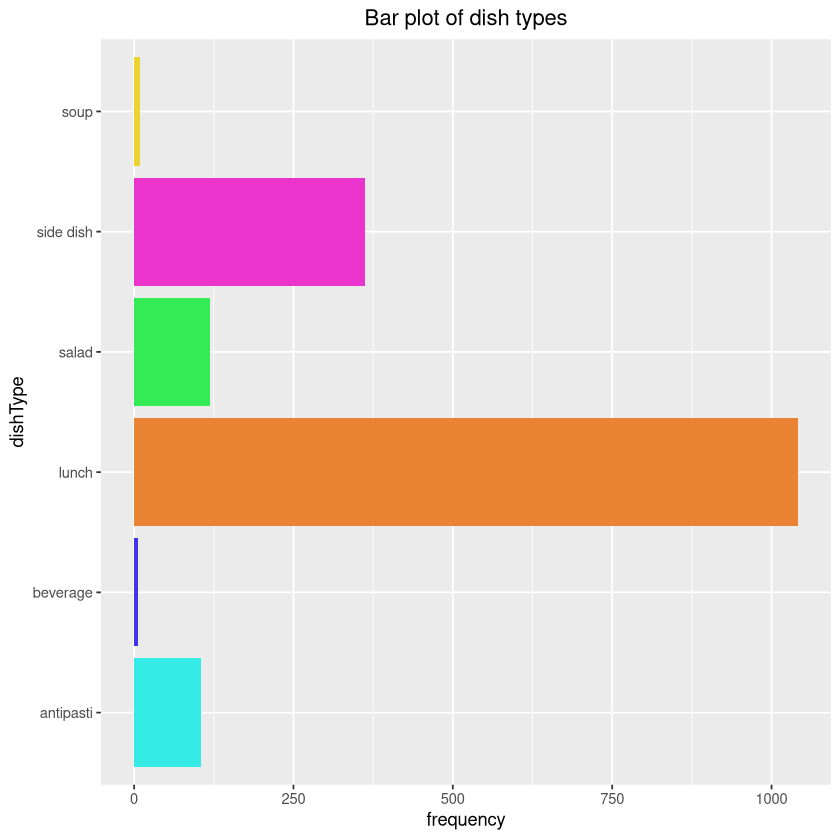 Bar plot of dish types
soup
side dish
salad
lunch
beverage
antipasti
dishType
0 250 500 750 1000
frequency